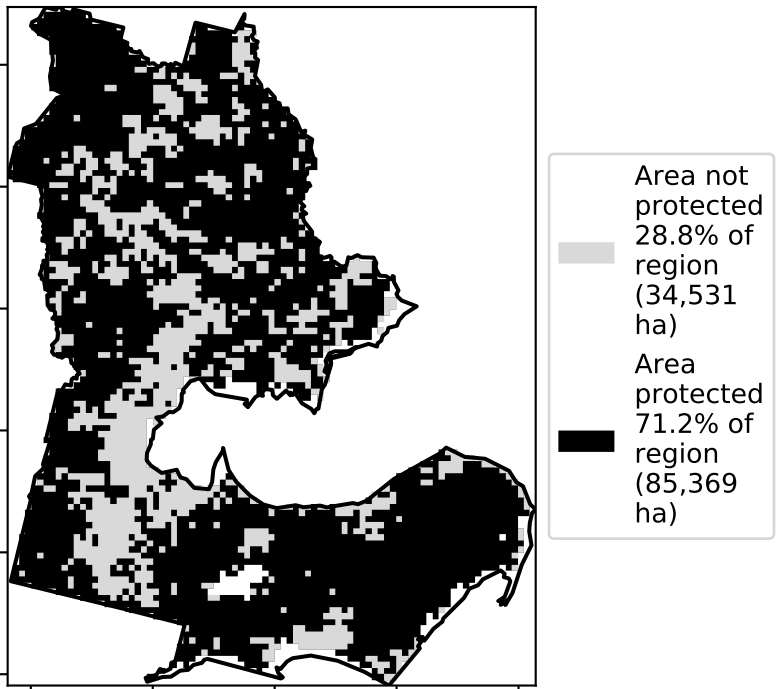 Area not
protected
28.8% of
region
(34,531
ha)
Area
protected
71.2% of
region
(85,369
ha)